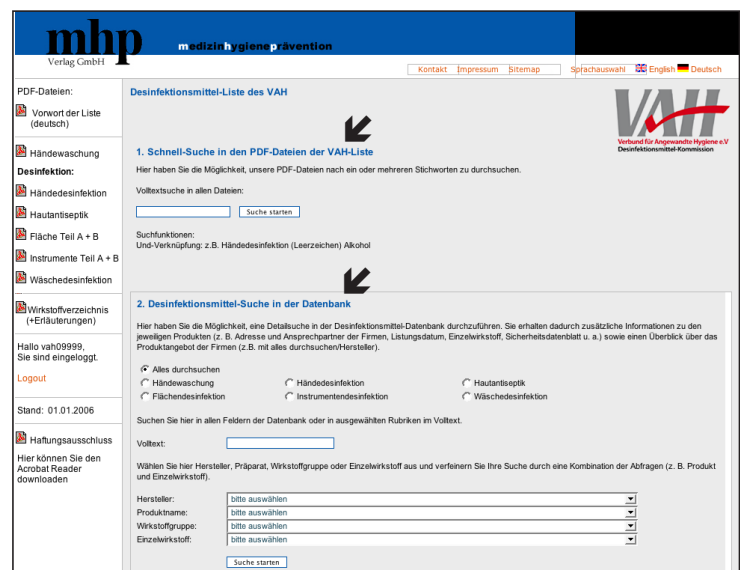 mhp
Verlag GmbH
medizinhygieneprävention
Kontakt Impressum Sitemap
Sprachauswahl English Deutsch
PDF-Dateien:
Vorwort der Liste
(deutsch)
Händewaschung
Desinfektion:
Händedesinfektion
Hautantiseptik
Fläche Teil A + B
Instrumente Teil A + B
Wäschedesinfektion
Wirkstoffverzeichnis
(+Erläuterungen)
Hallo vah09999,
Sie sind eingeloggt.
Logout
Stand: 01.01.2006
Haftungsausschluss
Hier können Sie den
Acrobat Reader
downloaden
Desinfektionsmittel-Liste des VAH
VAH
Verbund für Angewandte Hygiene e.V
Desinfektionsmittel-Kommission
1. Schnell-Suche in den PDF-Dateien der VAH-Liste
Hier haben Sie die Möglichkeit, unsere PDF-Dateien nach ein oder mehreren Stichworten zu durchsuchen.
Volltextsuche in allen Dateien:
Suche starten
Suchfunktionen:
Und-Verknüpfung: z.B. Händedesinfektion (Leerzeichen) Alkohol
2. Desinfektionsmittel-Suche in der Datenbank
Hier haben Sie die Möglichkeit, eine Detailsuche in der Desinfektionsmittel-Datenbank durchzuführen. Sie erhalten dadurch zusätzliche Informationen zu den
jeweiligen Produkten (z. B. Adresse und Ansprechpartner der Firmen, Listungsdatum, Einzelwirkstoff, Sicherheitsdatenblatt u. a.) sowie einen Überblick über das
Produktangebot der Firmen (z.B. mit alles durchsuchen/Hersteller).
Alles durchsuchen
Händewaschung Händedesinfektion Hautantiseptik
Flächendesinfektion Instrumentendesinfektion Wäschedesinfektion
Suchen Sie hier in allen Feldern der Datenbank oder in ausgewählten Rubriken im Volltext.
Volltext:
Wählen Sie hier Hersteller, Präparat, Wirkstoffgruppe oder Einzelwirkstoff aus und verfeinern Sie Ihre Suche durch eine Kombination der Abfragen (z. B. Produkt
und Einzelwirkstoff).
Hersteller: bitte auswählen
Produktname: bitte auswählen
Wirkstoffgruppe: bitte auswählen
Einzelwirkstoff: bitte auswählen
Suche starten